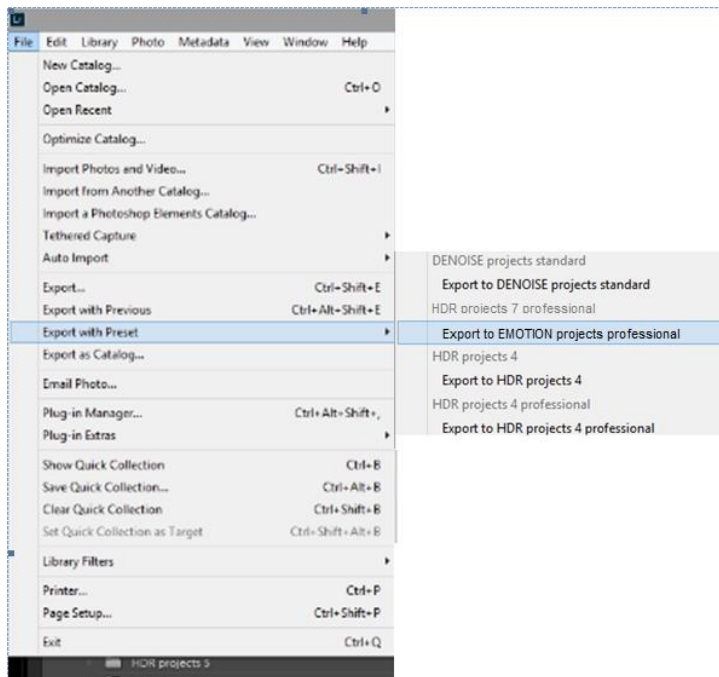 Lr
File Edit Library Photo Metadata View Window Help
New Catalog...
Open Catalog... Ctrl+O
Open Recent
Optimize Catalog...
Import Photos and Video... Ctrl+Shift+I
Import from Another Catalog...
Import a Photoshop Elements Catalog...
Tethered Capture
Auto Import
Export... Ctrl+Shift+E
Export with Previous Ctrl+Alt+Shift+E
Export with Preset
Export as Catalog...
Email Photo...
Plug-in Manager... Ctrl+Alt+Shift+,
Plug-in Extras
Show Quick Collection Ctrl+B
Save Quick Collection... Ctrl+Alt+B
Clear Quick Collection Ctrl+Shift+B
Set Quick Collection as Target Ctrl+Shift+Alt+B
Library Filters
Printer... Ctrl+P
Page Setup... Ctrl+Shift+P
Exit Ctrl+Q
HDR projects 5
DENOISE projects standard
Export to DENOISE projects standard
HDR projects 7 professional
Export to EMOTION projects professional
HDR projects 4
Export to HDR projects 4
HDR projects 4 professional
Export to HDR projects 4 professional